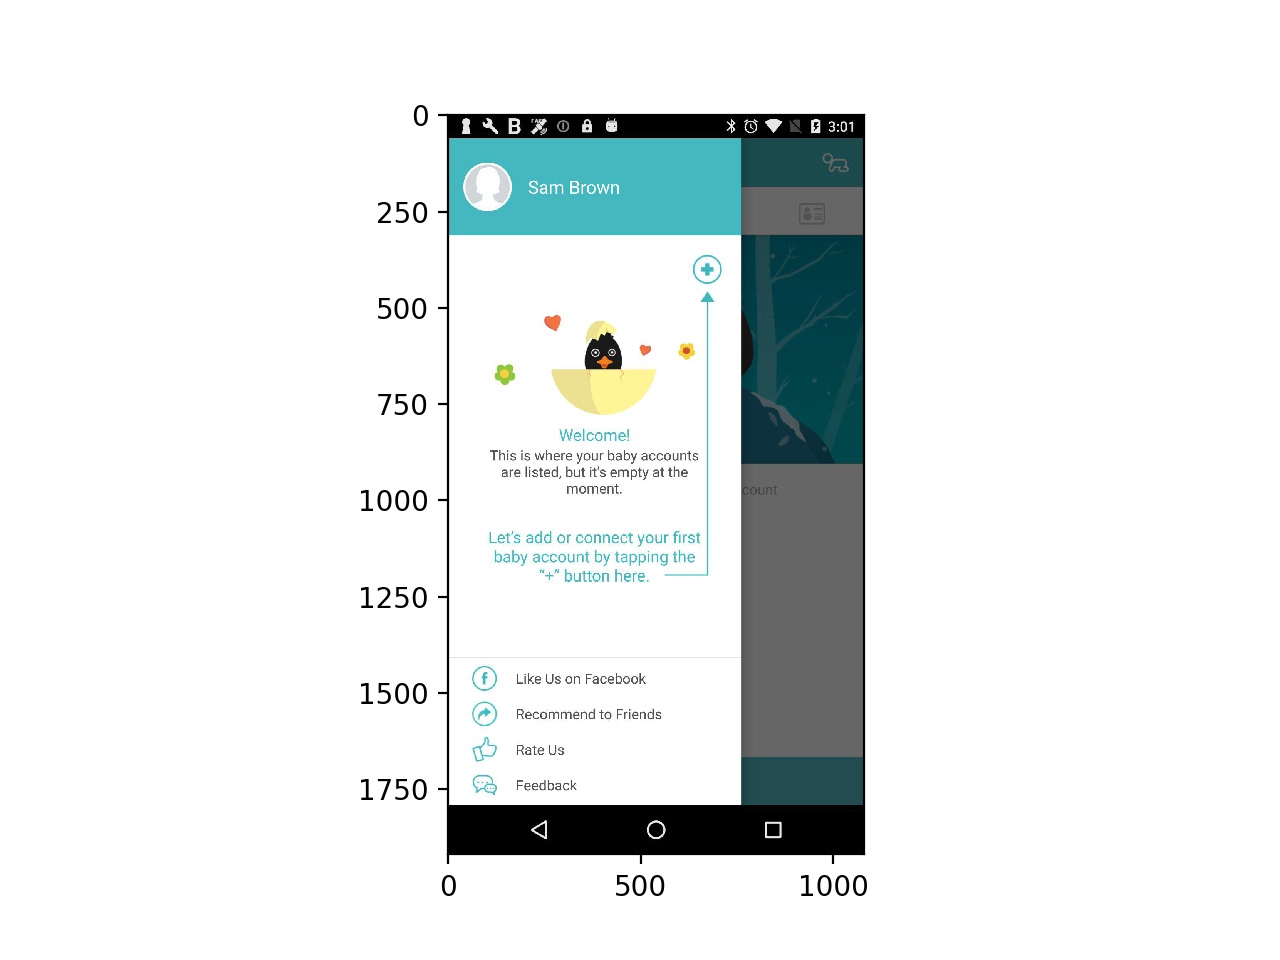 0
250
500
750
1000
1250
1500
1750
0
500
1000
3:01
Sam Brown
Welcome!
This is where your baby accounts
are listed, but it's empty at the
moment.
count
Let's add or connect your first
baby account by tapping the
“+” button here.
Like Us on Facebook
Recommend to Friends
Rate Us
Feedback